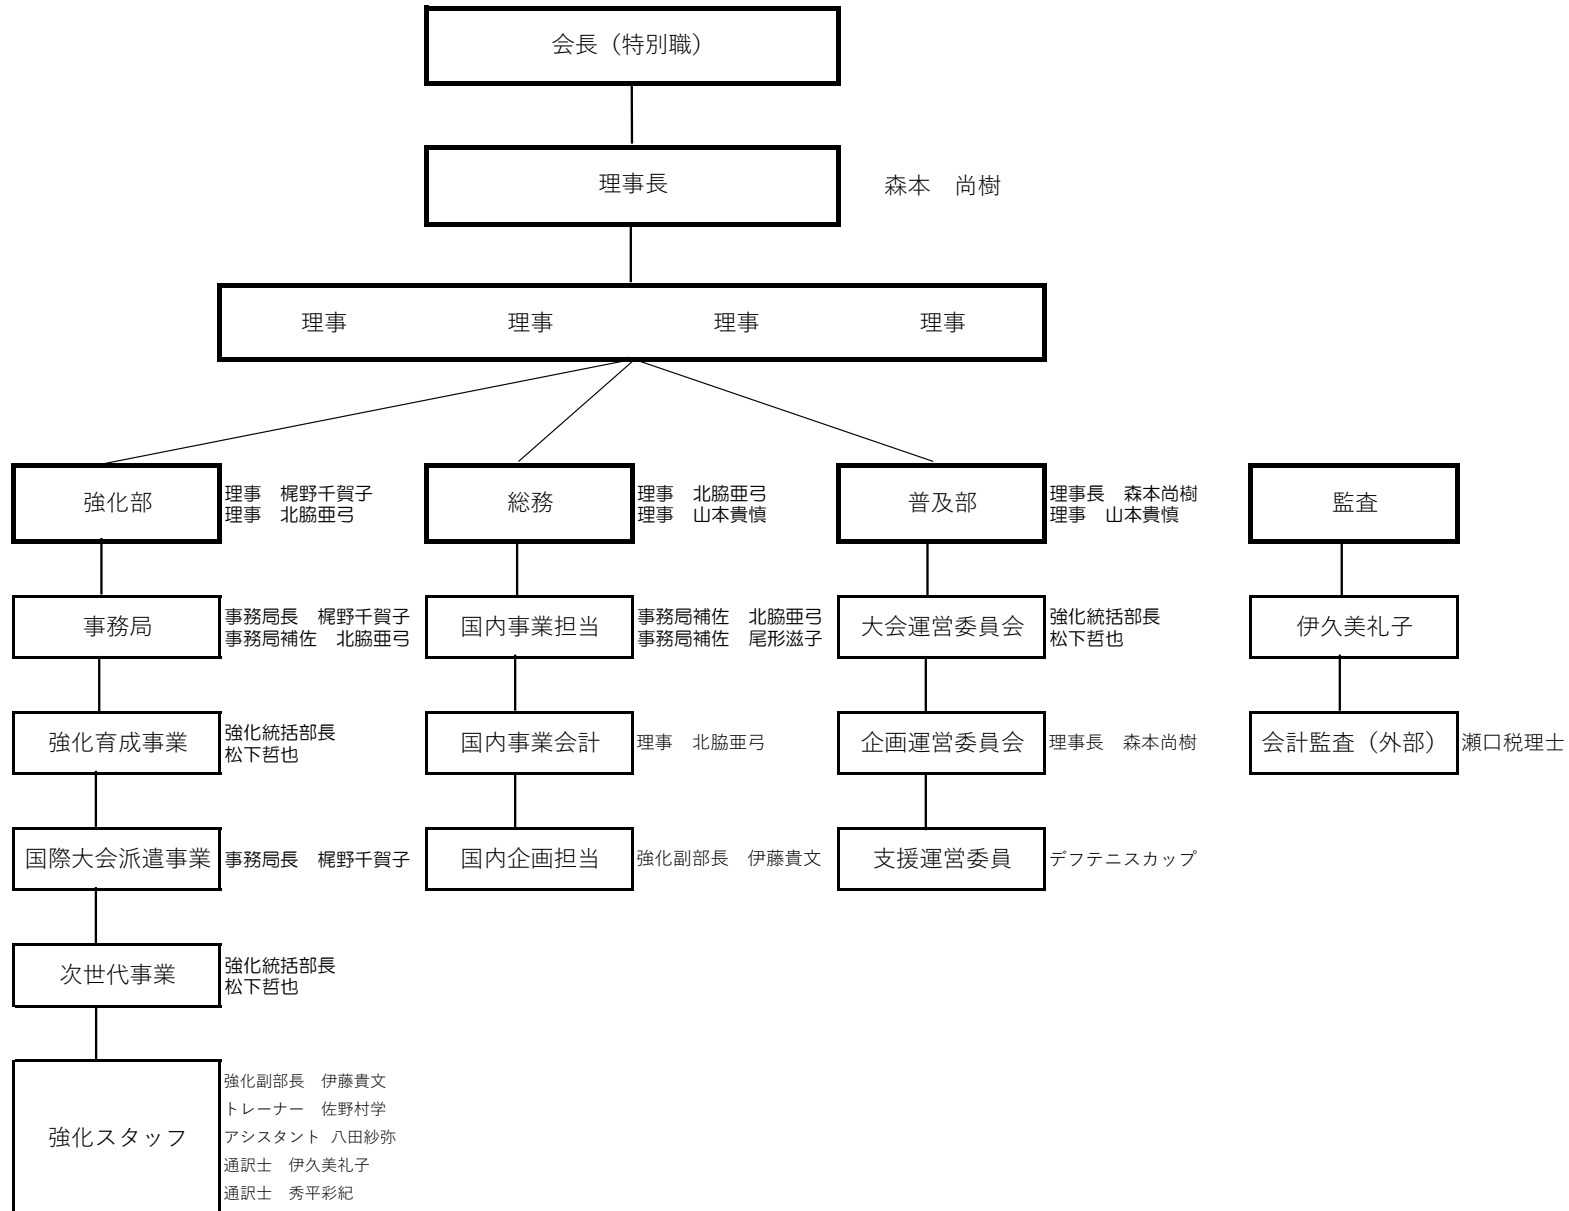 会長（特別職）
理事長
森本　尚樹
理事　理事　理事　理事
強化部
理事　梶野千賀子
理事　北脇亜弓
総務
理事　北脇亜弓
理事　山本貴慎
普及部
理事長　森本尚樹
理事　山本貴慎
監査
事務局
事務局長　梶野千賀子
事務局補佐　北脇亜弓
国内事業担当
事務局補佐　北脇亜弓
事務局補佐　尾形滋子
大会運営委員会
強化統括部長
松下哲也
伊久美礼子
強化育成事業
強化統括部長
松下哲也
国内事業会計
理事　北脇亜弓
企画運営委員会
理事長　森本尚樹
会計監査（外部）
瀬口税理士
国際大会派遣事業
事務局長　梶野千賀子
国内企画担当
強化副部長　伊藤貴文
支援運営委員
デフテニスカップ
次世代事業
強化統括部長
松下哲也
強化スタッフ
強化副部長　伊藤貴文
トレーナー　佐野村学
アシスタント 八田紗弥
通訳士　伊久美礼子
通訳士　秀平彩紀